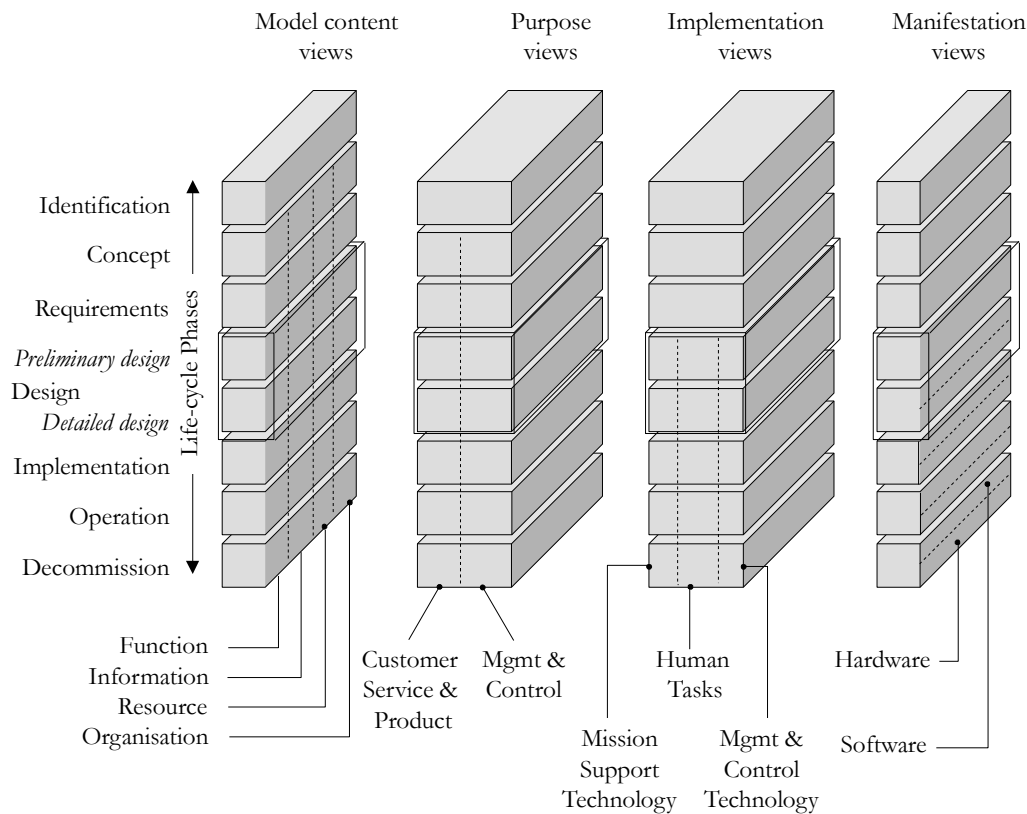 Model content
views
Purpose
views
Implementation
views
Manifestation
views
Life-cycle Phases
Identification
Concept
Requirements
Preliminary design
Design
Detailed design
Implementation
Operation
Decommission
Function
Information
Resource
Organisation
Customer
Service &
Product
Mgmt &
Control
Mission
Support
Technology
Human
Tasks
Mgmt &
Control
Technology
Hardware
Software